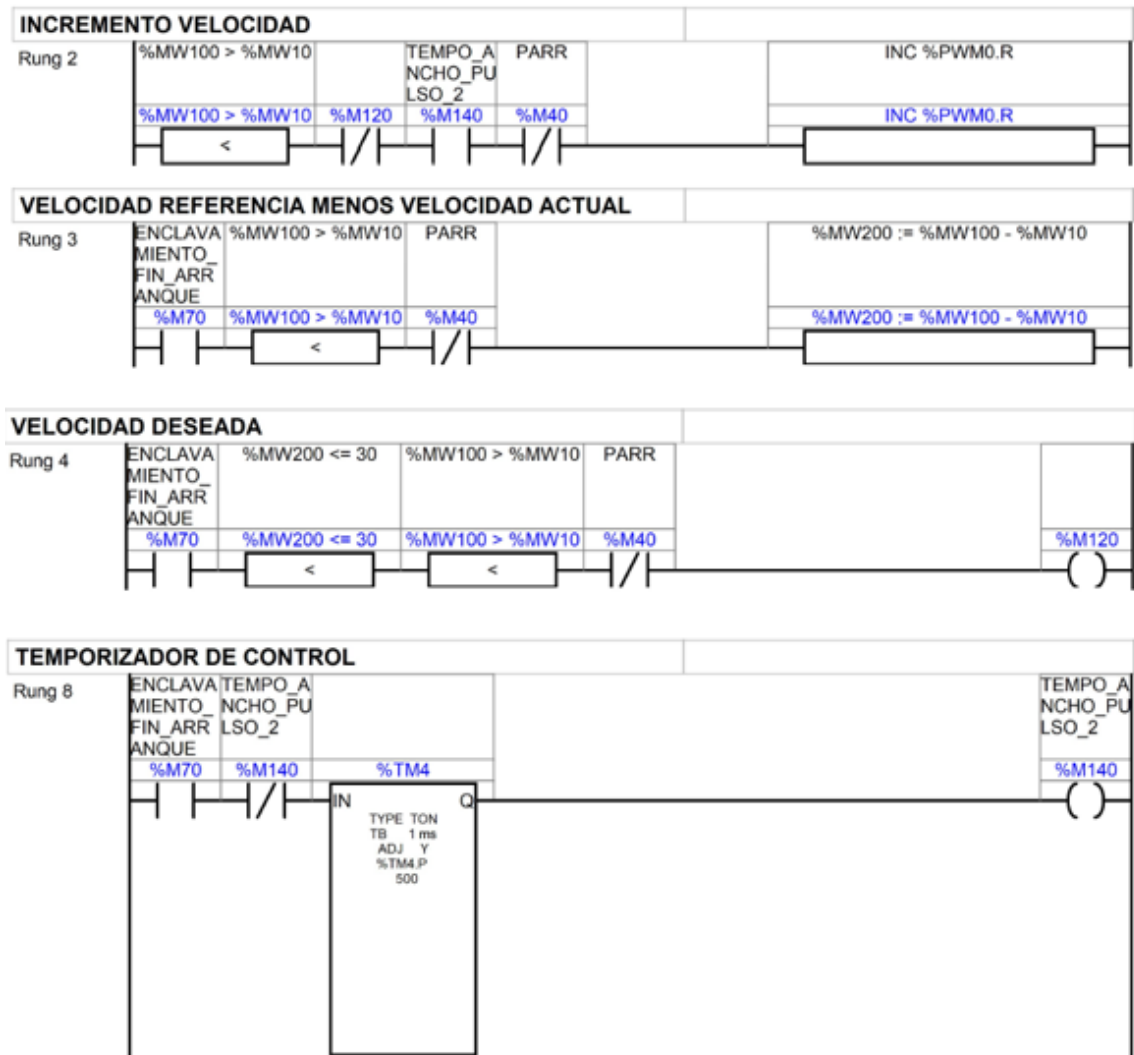 INCREMENTO VELOCIDAD
Rung 2
%MW100 > %MW10
TEMPO_A
NCHO_PU
LSO_2
PARR
INC %PWM0.R
%MW100 > %MW10 %M120 %M140 %M40 INC %PWM0.R
<
VELOCIDAD REFERENCIA MENOS VELOCIDAD ACTUAL
Rung 3
ENCLAVA
MIENTO_
FIN_ARR
ANQUE
%MW100 > %MW10
PARR
%MW200 := %MW100 - %MW10
%M70 %MW100 > %MW10 %M40 %MW200 := %MW100 - %MW10
<
VELOCIDAD DESEADA
Rung 4
ENCLAVA
MIENTO_
FIN_ARR
ANQUE
%MW200 <= 30
%MW100 > %MW10
PARR
%M70 %MW200 <= 30 %MW100 > %MW10 %M40 %M120
< <
TEMPORIZADOR DE CONTROL
Rung 8
ENCLAVA
MIENTO_
FIN_ARR
ANQUE
TEMPO_A
NCHO_PU
LSO_2
TEMPO_A
NCHO_PU
LSO_2
%M70 %M140 %TM4 %M140
IN Q
TYPE TON
TB 1 ms
ADJ Y
%TM4.P
500